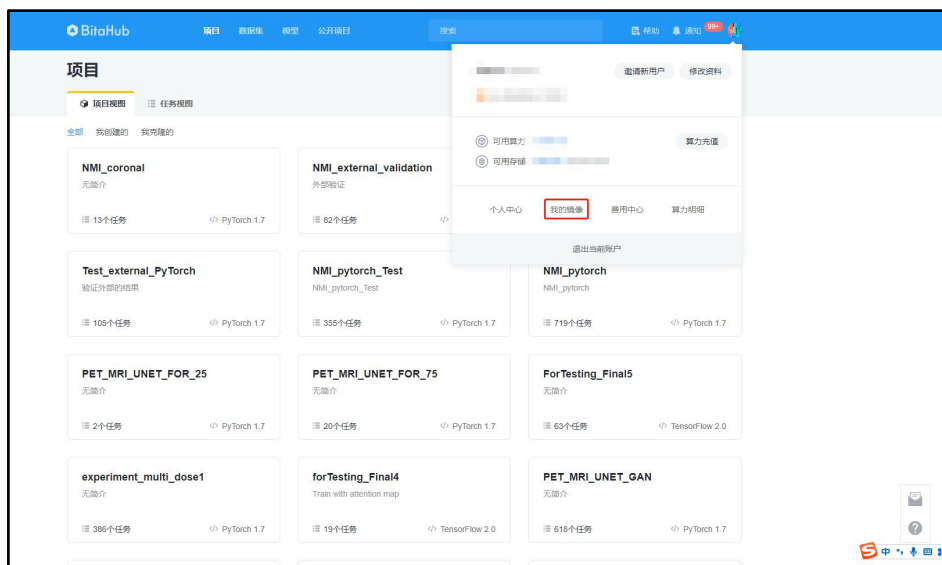 BitaHub 项目 数据集 模型 公开项目 搜索 帮助 通知 99+
项目
邀请新用户 修改资料
项目视图 任务视图
全部 我创建的 我克隆的
可用算力 算力充值
可用存储
个人中心 我的镜像 费用中心 算力明细
退出当前账户
NMI_coronal
无简介
13个任务 </> PyTorch 1.7
NMI_external_validation
外部验证
82个任务 </>
Test_external_PyTorch
验证外部的结果
105个任务 </> PyTorch 1.7
NMI_pytorch_Test
NMI_pytorch_Test
355个任务 </> PyTorch 1.7
NMI_pytorch
NMI_pytorch
719个任务 </> PyTorch 1.7
PET_MRI_UNET_FOR_25
无简介
2个任务 </> PyTorch 1.7
PET_MRI_UNET_FOR_75
无简介
20个任务 </> PyTorch 1.7
ForTesting_Final5
无简介
63个任务 </> TensorFlow 2.0
experiment_multi_dose1
无简介
386个任务 </> PyTorch 1.7
forTesting_Final4
Train with attention map
19个任务 </> TensorFlow 2.0
PET_MRI_UNET_GAN
无简介
618个任务 </> PyTorch 1.7
中